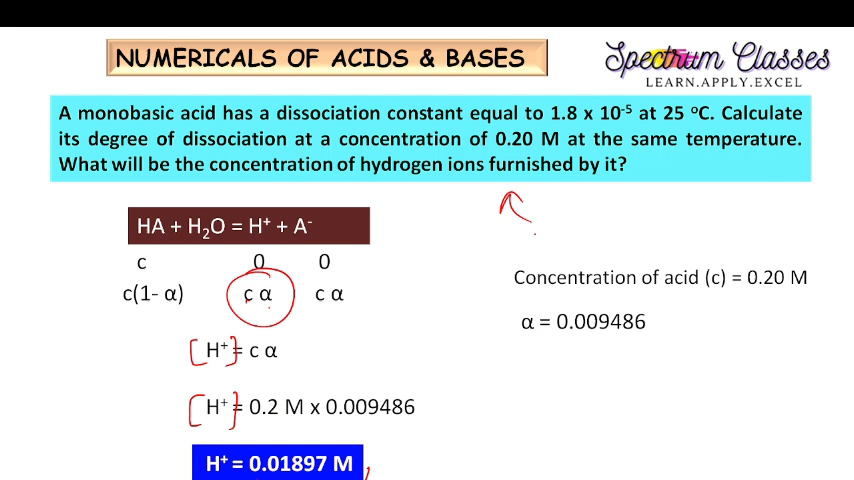 NUMERICALS OF ACIDS & BASES
Spectrum Classes
LEARN.APPLY.EXCEL
A monobasic acid has a dissociation constant equal to 1.8 x 10⁻⁵ at 25 °C. Calculate
its degree of dissociation at a concentration of 0.20 M at the same temperature.
What will be the concentration of hydrogen ions furnished by it?
HA + H₂O = H⁺ + A⁻
c 0 0
c(1- α) c α c α
Concentration of acid (c) = 0.20 M
α = 0.009486
[H⁺] = c α
[H⁺] = 0.2 M x 0.009486
H⁺ = 0.01897 M